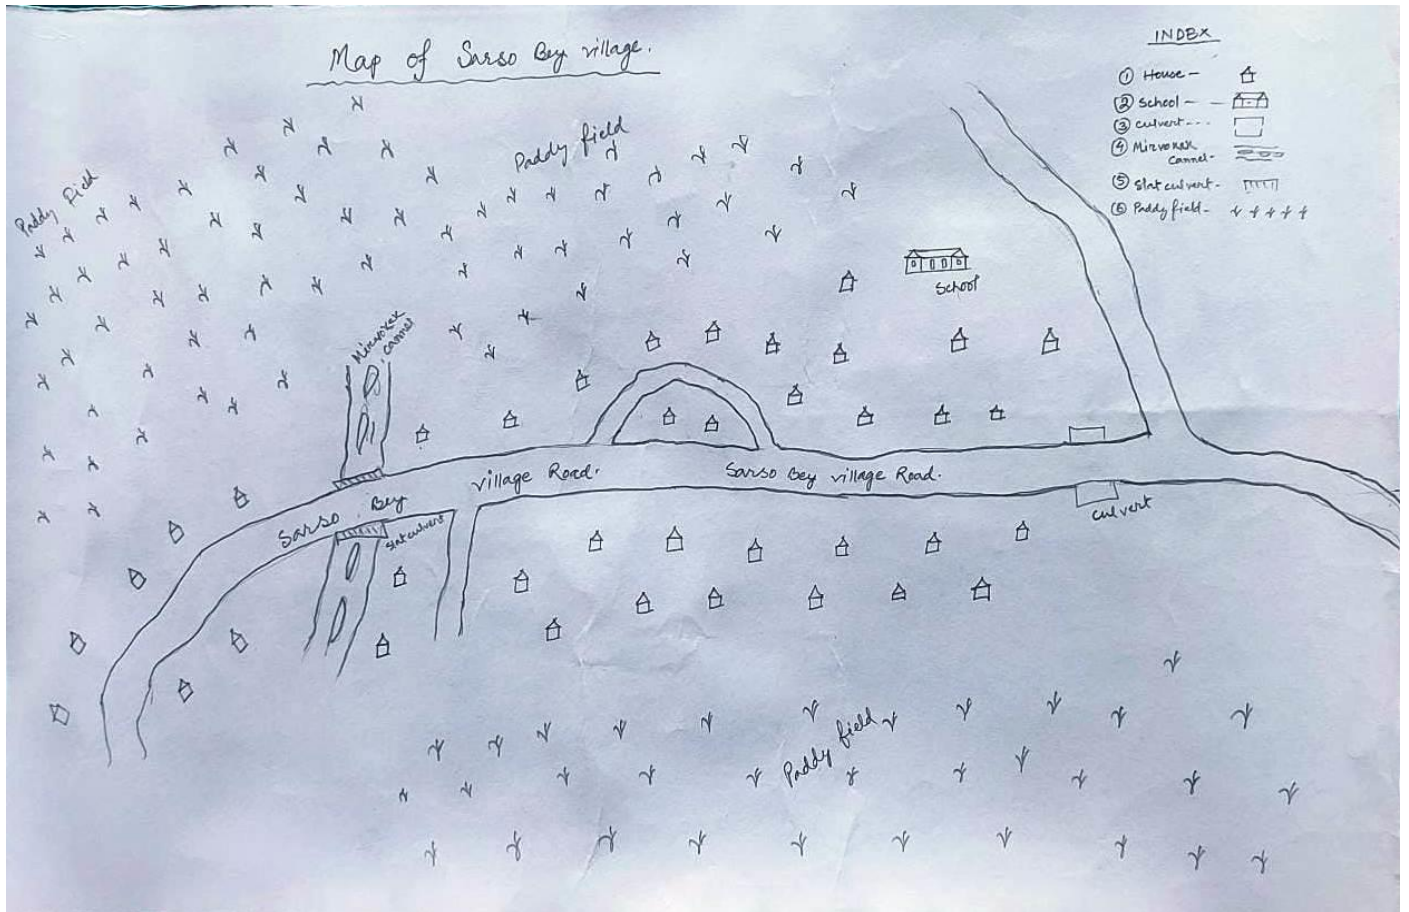 Map of Sarso Bey village.
INDEX
① House -
② School - -
③ culvert - - -
④ Mirvokek
cannel -
⑤ Slat culvert -
⑥ Paddy field -
Paddy field
Paddy field
School
Mirvokek
cannel
Sarso Bey village Road.
Sarso Bey village Road.
Slat culvert
culvert
Paddy field